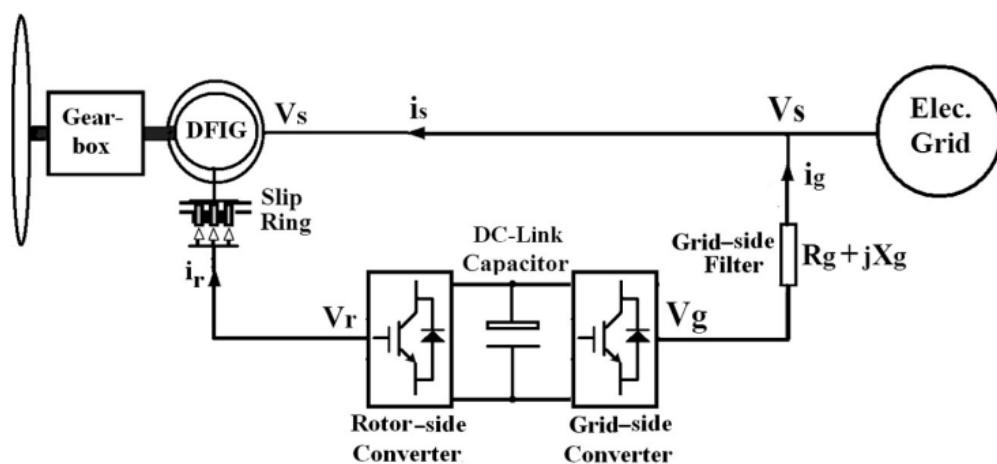 Gear-
box
DFIG
Vs
is
Vs
Elec.
Grid
Slip
Ring
ir
DC-Link
Capacitor
Grid-side
Filter
Rg+jXg
ig
Vr
Vg
Rotor-side
Converter
Grid-side
Converter